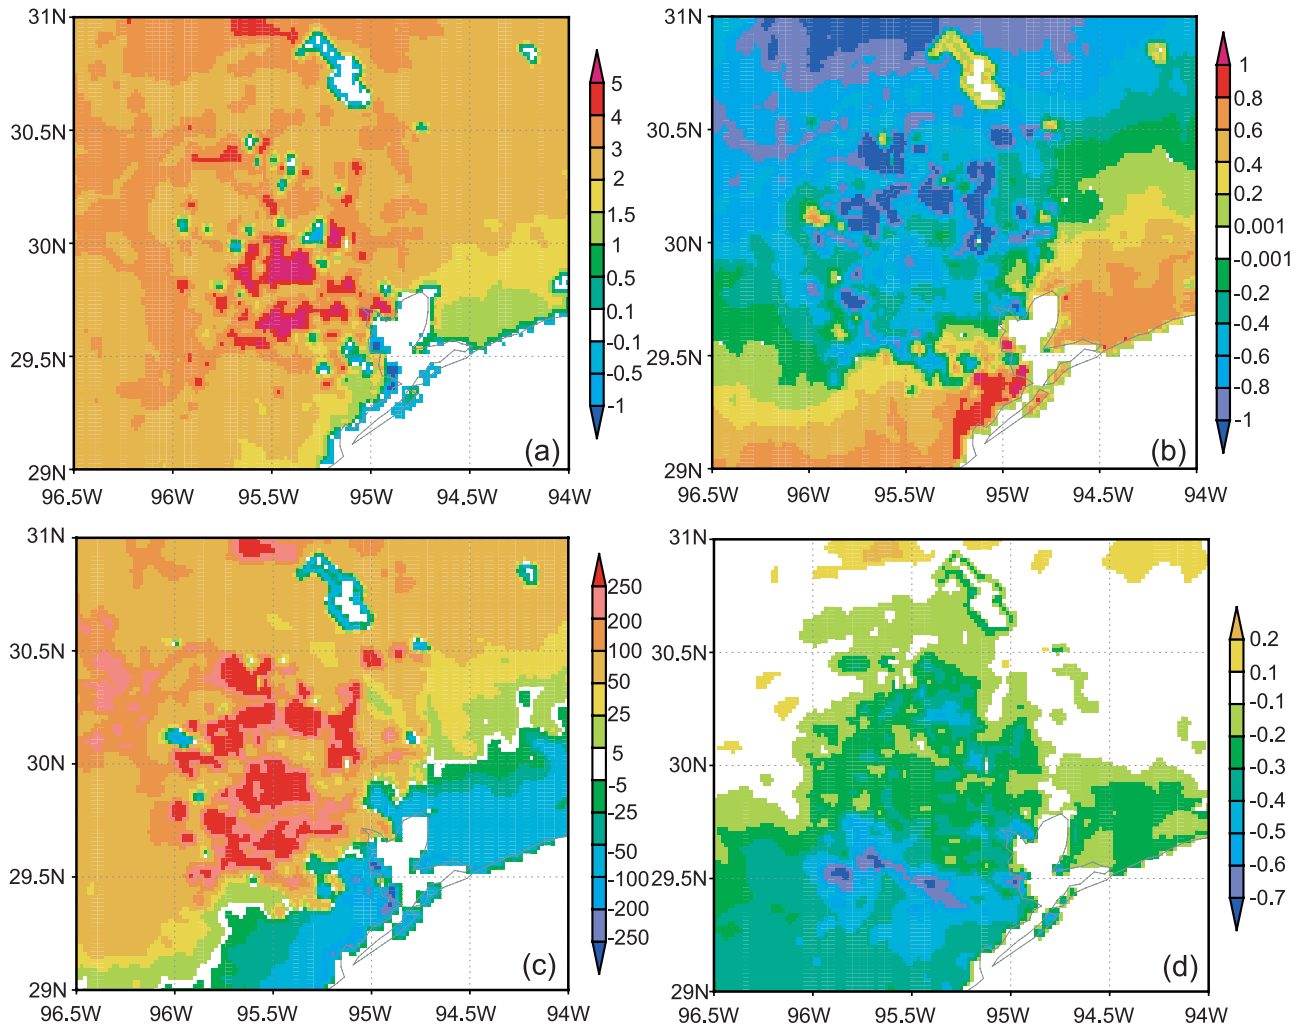 31N
30.5N
30N
29.5N
29N
96.5W 96W 95.5W 95W 94.5W 94W
(a)
5
4
3
2
1.5
1
0.5
0.1
-0.1
-0.5
-1
31N
30.5N
30N
29.5N
29N
96.5W 96W 95.5W 95W 94.5W 94W
(b)
1
0.8
0.6
0.4
0.2
0.001
-0.001
-0.2
-0.4
-0.6
-0.8
-1
31N
30.5N
30N
29.5N
29N
96.5W 96W 95.5W 95W 94.5W 94W
(c)
250
200
200
100
50
25
5
-5
-25
-50
-100
-200
-250
31N
30.5N
30N
29.5N
29N
96.5W 96W 95.5W 95W 94.5W 94W
(d)
0.2
0.1
-0.1
-0.2
-0.3
-0.4
-0.5
-0.6
-0.7